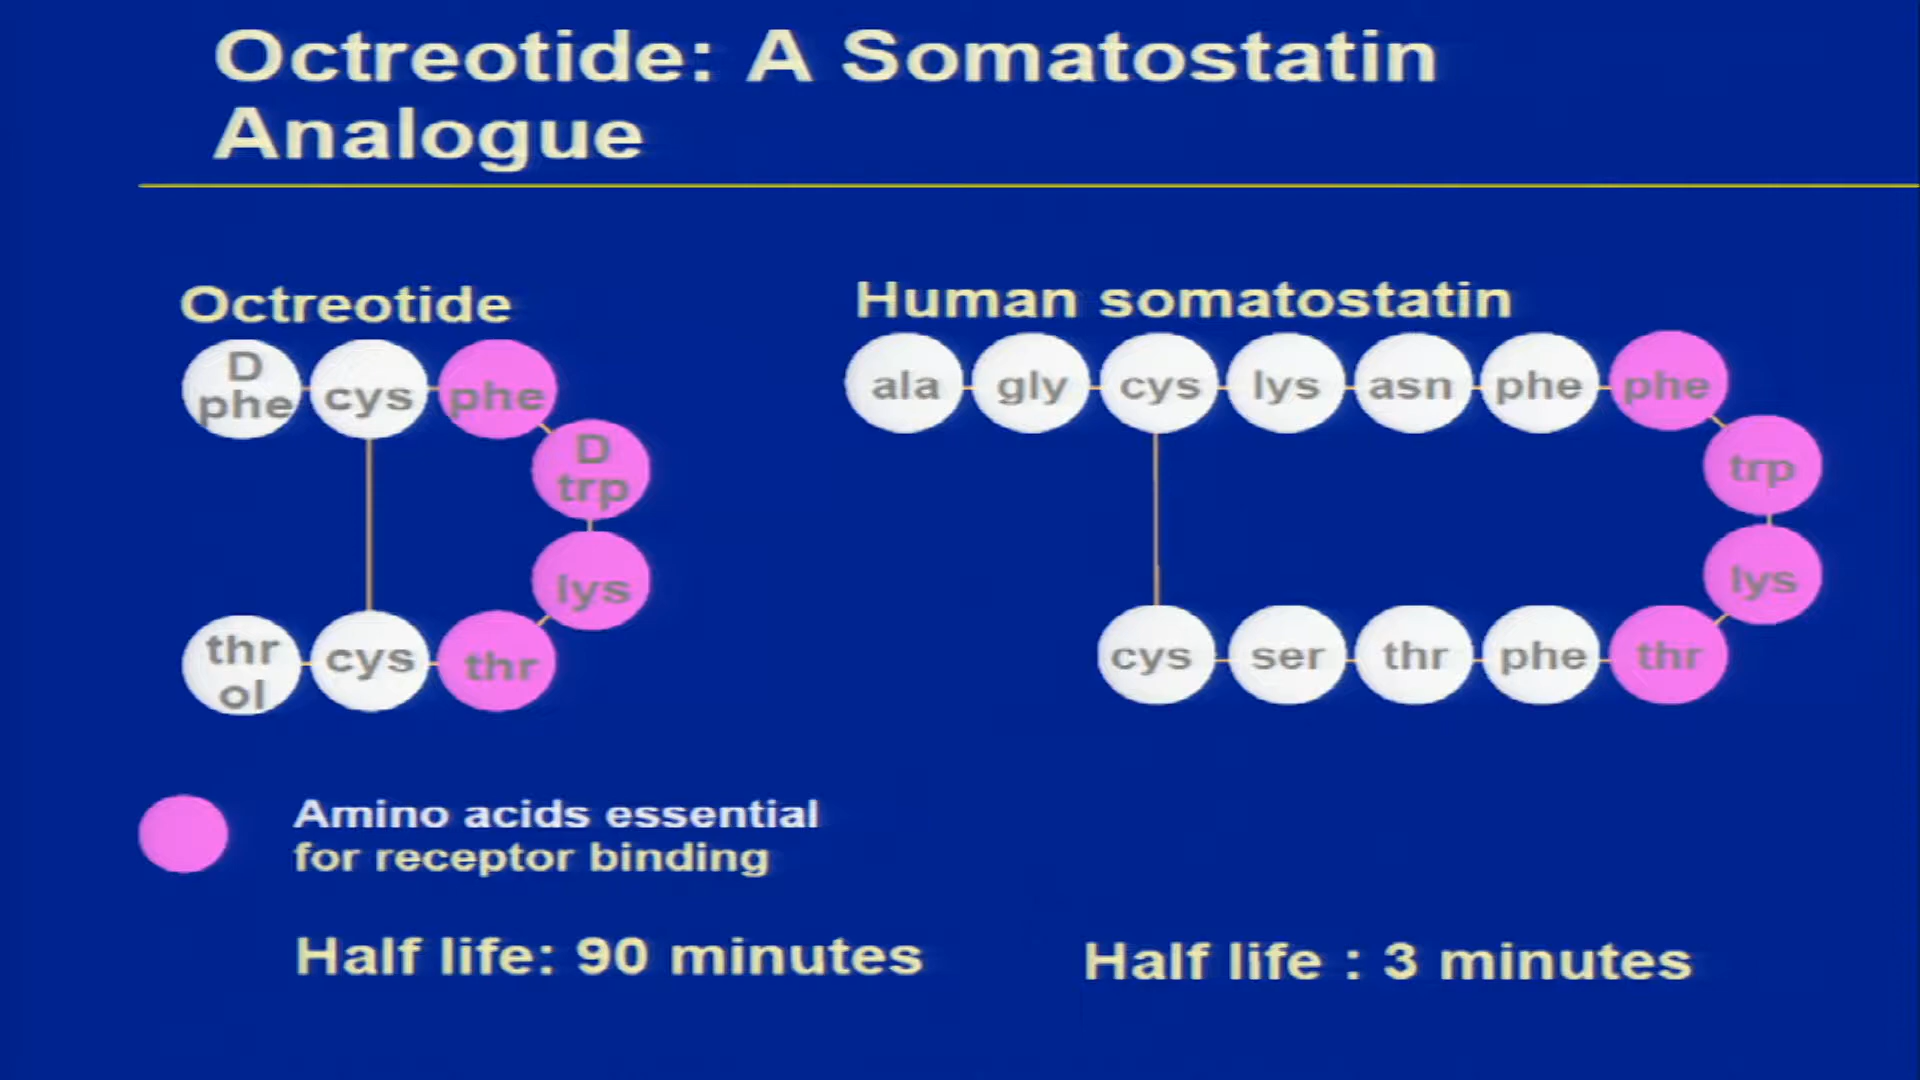 Octreotide: A Somatostatin
Analogue
Octreotide
D
phe
cys
phe
D
trp
lys
thr
cys
thr
ol
Human somatostatin
ala
gly
cys
lys
asn
phe
phe
trp
lys
thr
phe
thr
ser
cys
Amino acids essential
for receptor binding
Half life: 90 minutes
Half life : 3 minutes